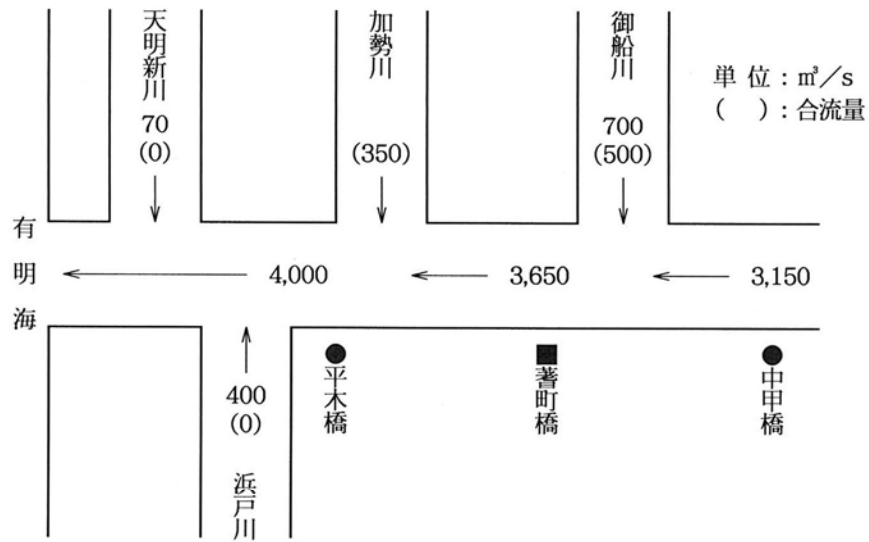 天明新川
70
(0)
加勢川
(350)
御船川
700
(500)
単位：㎥／s
(　)：合流量
有明海
4,000
3,650
3,150
400
(0)
浜戸川
平木橋
蓍町橋
中甲橋